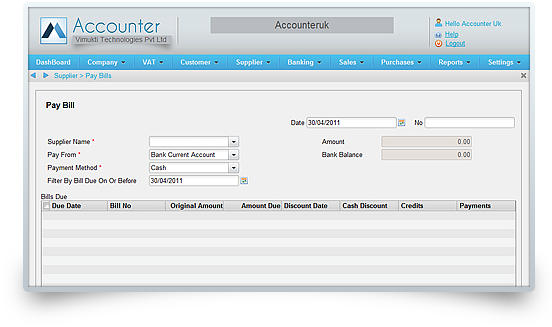 Accounter
Vimukti Technologies Pvt Ltd
Accounteruk
Hello Accounter Uk
Help
Logout
DashBoard Company VAT Customer Supplier Banking Sales Purchases Reports Settings
Supplier > Pay Bills
Pay Bill
Date 30/04/2011 No
Supplier Name * Amount 0.00
Pay From * Bank Current Account Bank Balance 0.00
Payment Method * Cash
Filter By Bill Due On Or Before 30/04/2011
Bills Due
Due Date Bill No Original Amount Amount Due Discount Date Cash Discount Credits Payments